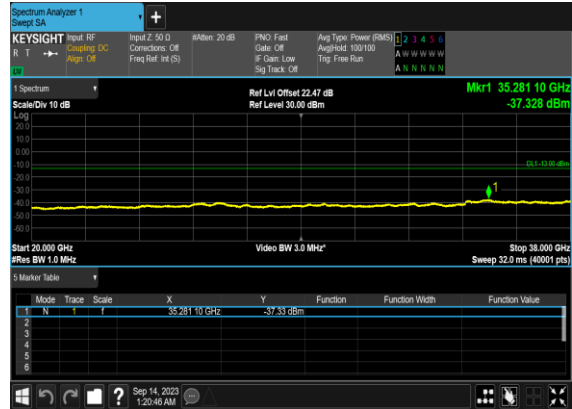 Spectrum Analyzer 1
Swept SA
+
KEYSIGHT Input: RF Input Z: 50 Ω #Atten: 20 dB PNO: Fast Avg Type: Power (RMS) 1 2 3 4 5 6
R T Coupling: DC Corrections: Off Gate: Off Avg|Hold: 100/100 A W W W W W
Align: Off Freq Ref: Int (S) IF Gain: Low Trig: Free Run
Sig Track: Off A N N N N N
1 Spectrum Ref Lvl Offset 22.47 dB Mkr1 35.281 10 GHz
Scale/Div 10 dB Ref Level 30.00 dBm -37.328 dBm
Log
20.0
10.0
0.00
-10.0
DL1 -13.00 dBm
-20.0
-30.0
1
-40.0
-50.0
-60.0
Start 20.000 GHz Video BW 3.0 MHz* Stop 38.000 GHz
#Res BW 1.0 MHz Sweep 32.0 ms (40001 pts)
5 Marker Table
Mode Trace Scale X Y Function Function Width Function Value
1 N 1 f 35.281 10 GHz -37.33 dBm
2
3
4
5
6
? Sep 14, 2023
1:20:46 AM